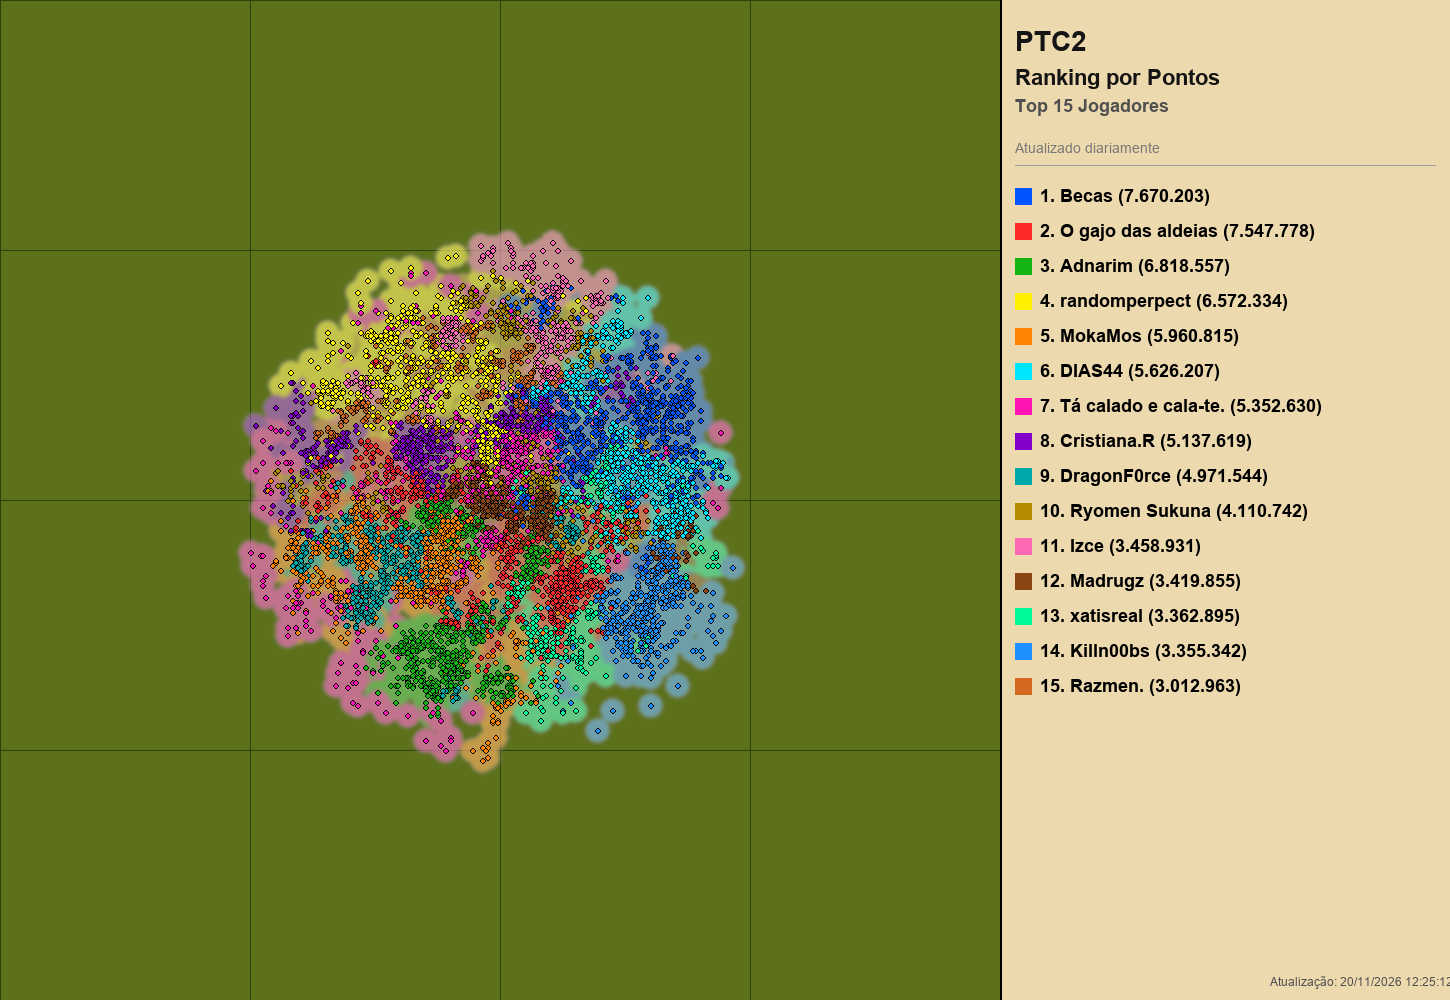 PTC2
Ranking por Pontos
Top 15 Jogadores
Atualizado diariamente
1. Becas (7.670.203)
2. O gajo das aldeias (7.547.778)
3. Adnarim (6.818.557)
4. randomperpect (6.572.334)
5. MokaMos (5.960.815)
6. DIAS44 (5.626.207)
7. Tá calado e cala-te. (5.352.630)
8. Cristiana.R (5.137.619)
9. DragonF0rce (4.971.544)
10. Ryomen Sukuna (4.110.742)
11. Izce (3.458.931)
12. Madrugz (3.419.855)
13. xatisreal (3.362.895)
14. Killn00bs (3.355.342)
15. Razmen. (3.012.963)
Atualização: 20/11/2026 12:25:12